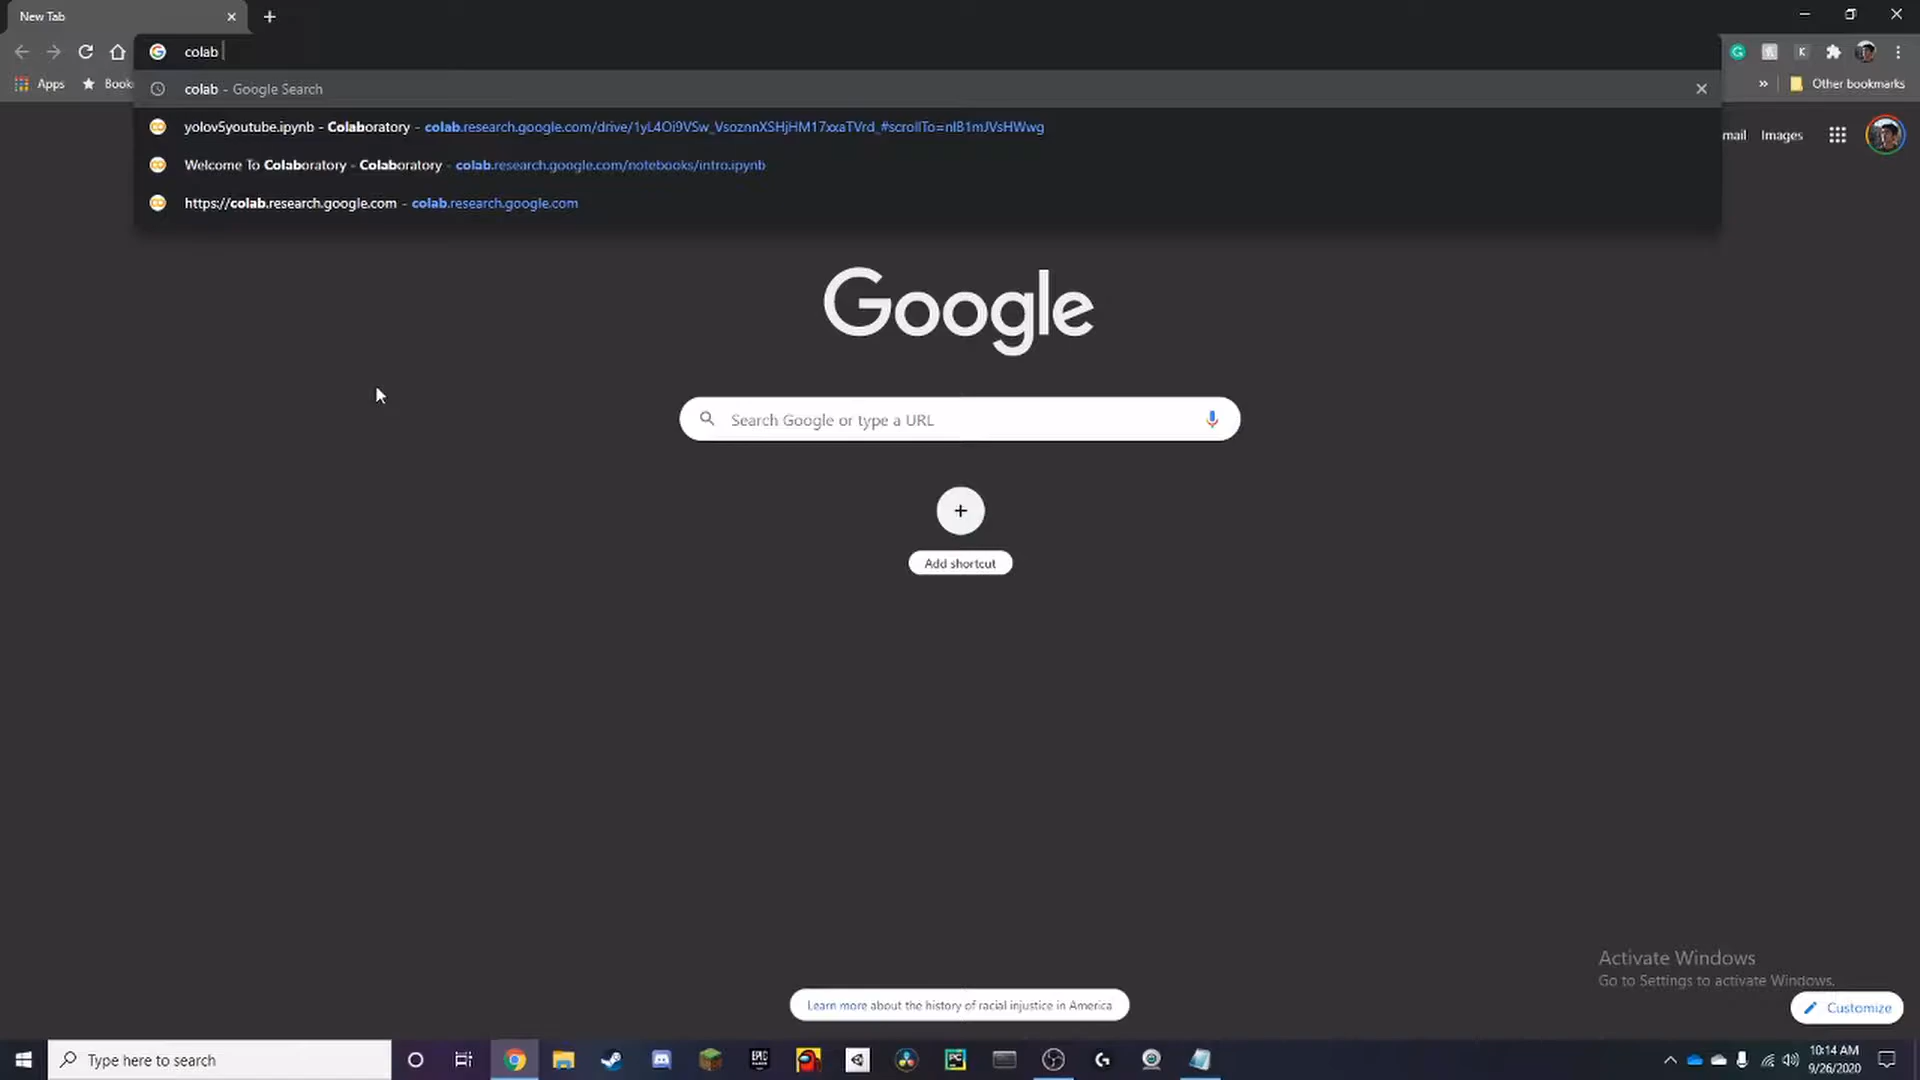 New Tab
colab
Apps
Book
Other bookmarks
colab - Google Search
yolov5youtube.ipynb - Colaboratory - colab.research.google.com/drive/1yL4Oi9VSw_VsoznnXSHjHM17xxaTVrd_#scrollTo=nIB1mJVsHWwg
Welcome To Colaboratory - Colaboratory - colab.research.google.com/notebooks/intro.ipynb
https://colab.research.google.com - colab.research.google.com
mail Images
Google
Search Google or type a URL
Add shortcut
Activate Windows
Go to Settings to activate Windows.
Learn more about the history of racial injustice in America
Customize
Type here to search
EPIC
PC
10:14 AM
9/26/2020